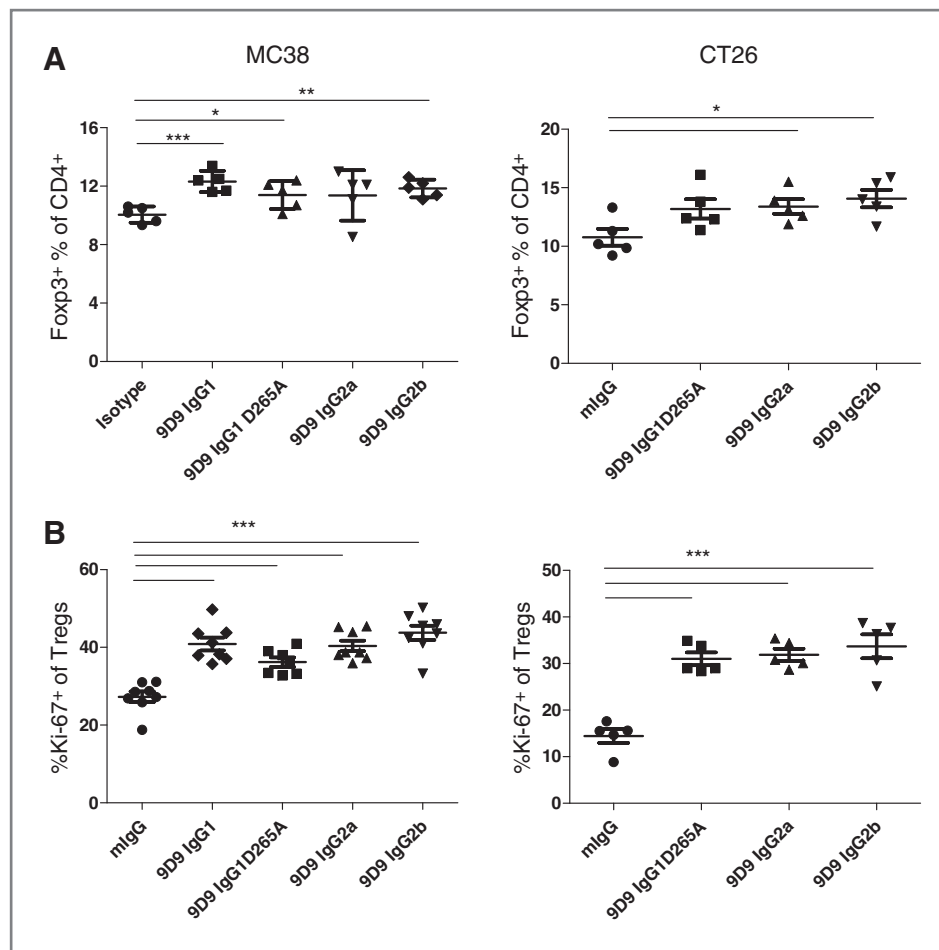 A
MC38
CT26
Foxp3+ % of CD4+
16
12
8
4
0
***
*
**
Isotype
9D9 IgG1
9D9 IgG1 D265A
9D9 IgG2a
9D9 IgG2b
Foxp3+ % of CD4+
20
15
10
5
0
*
mIgG
9D9 IgG1D265A
9D9 IgG2a
9D9 IgG2b
B
%Ki-67+ of Tregs
60
40
20
0
***
mIgG
9D9 IgG1
9D9 IgG1D265A
9D9 IgG2a
9D9 IgG2b
%Ki-67+ of Tregs
50
40
30
20
10
0
***
mIgG
9D9 IgG1D265A
9D9 IgG2a
9D9 IgG2b